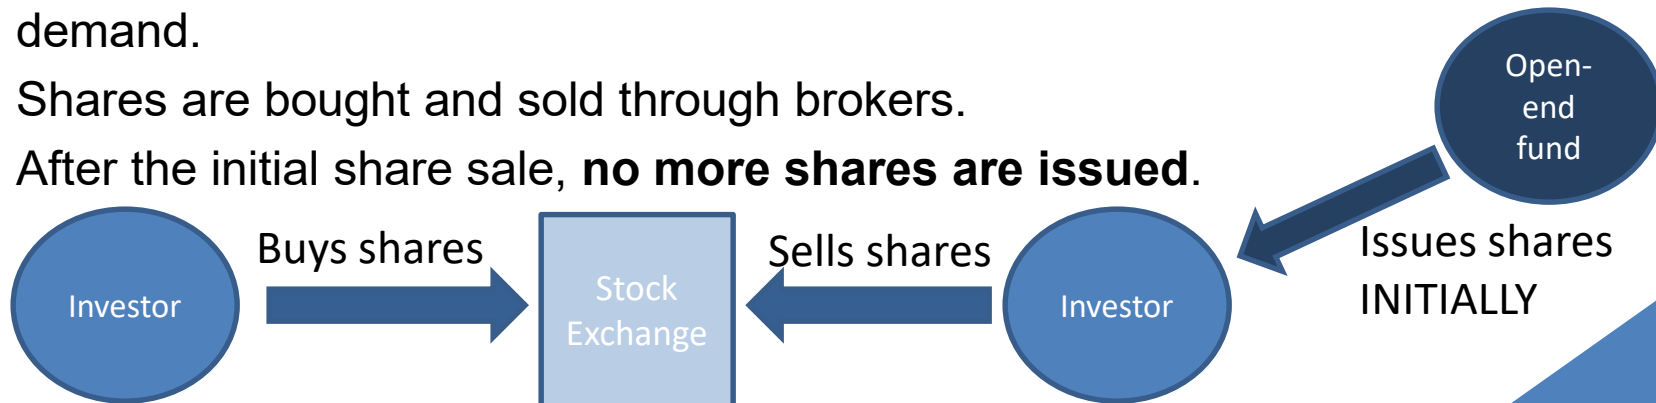 demand.
Shares are bought and sold through brokers.
After the initial share sale, no more shares are issued.
Open-
end
fund
Investor
Buys shares
Stock
Exchange
Sells shares
Investor
Issues shares
INITIALLY